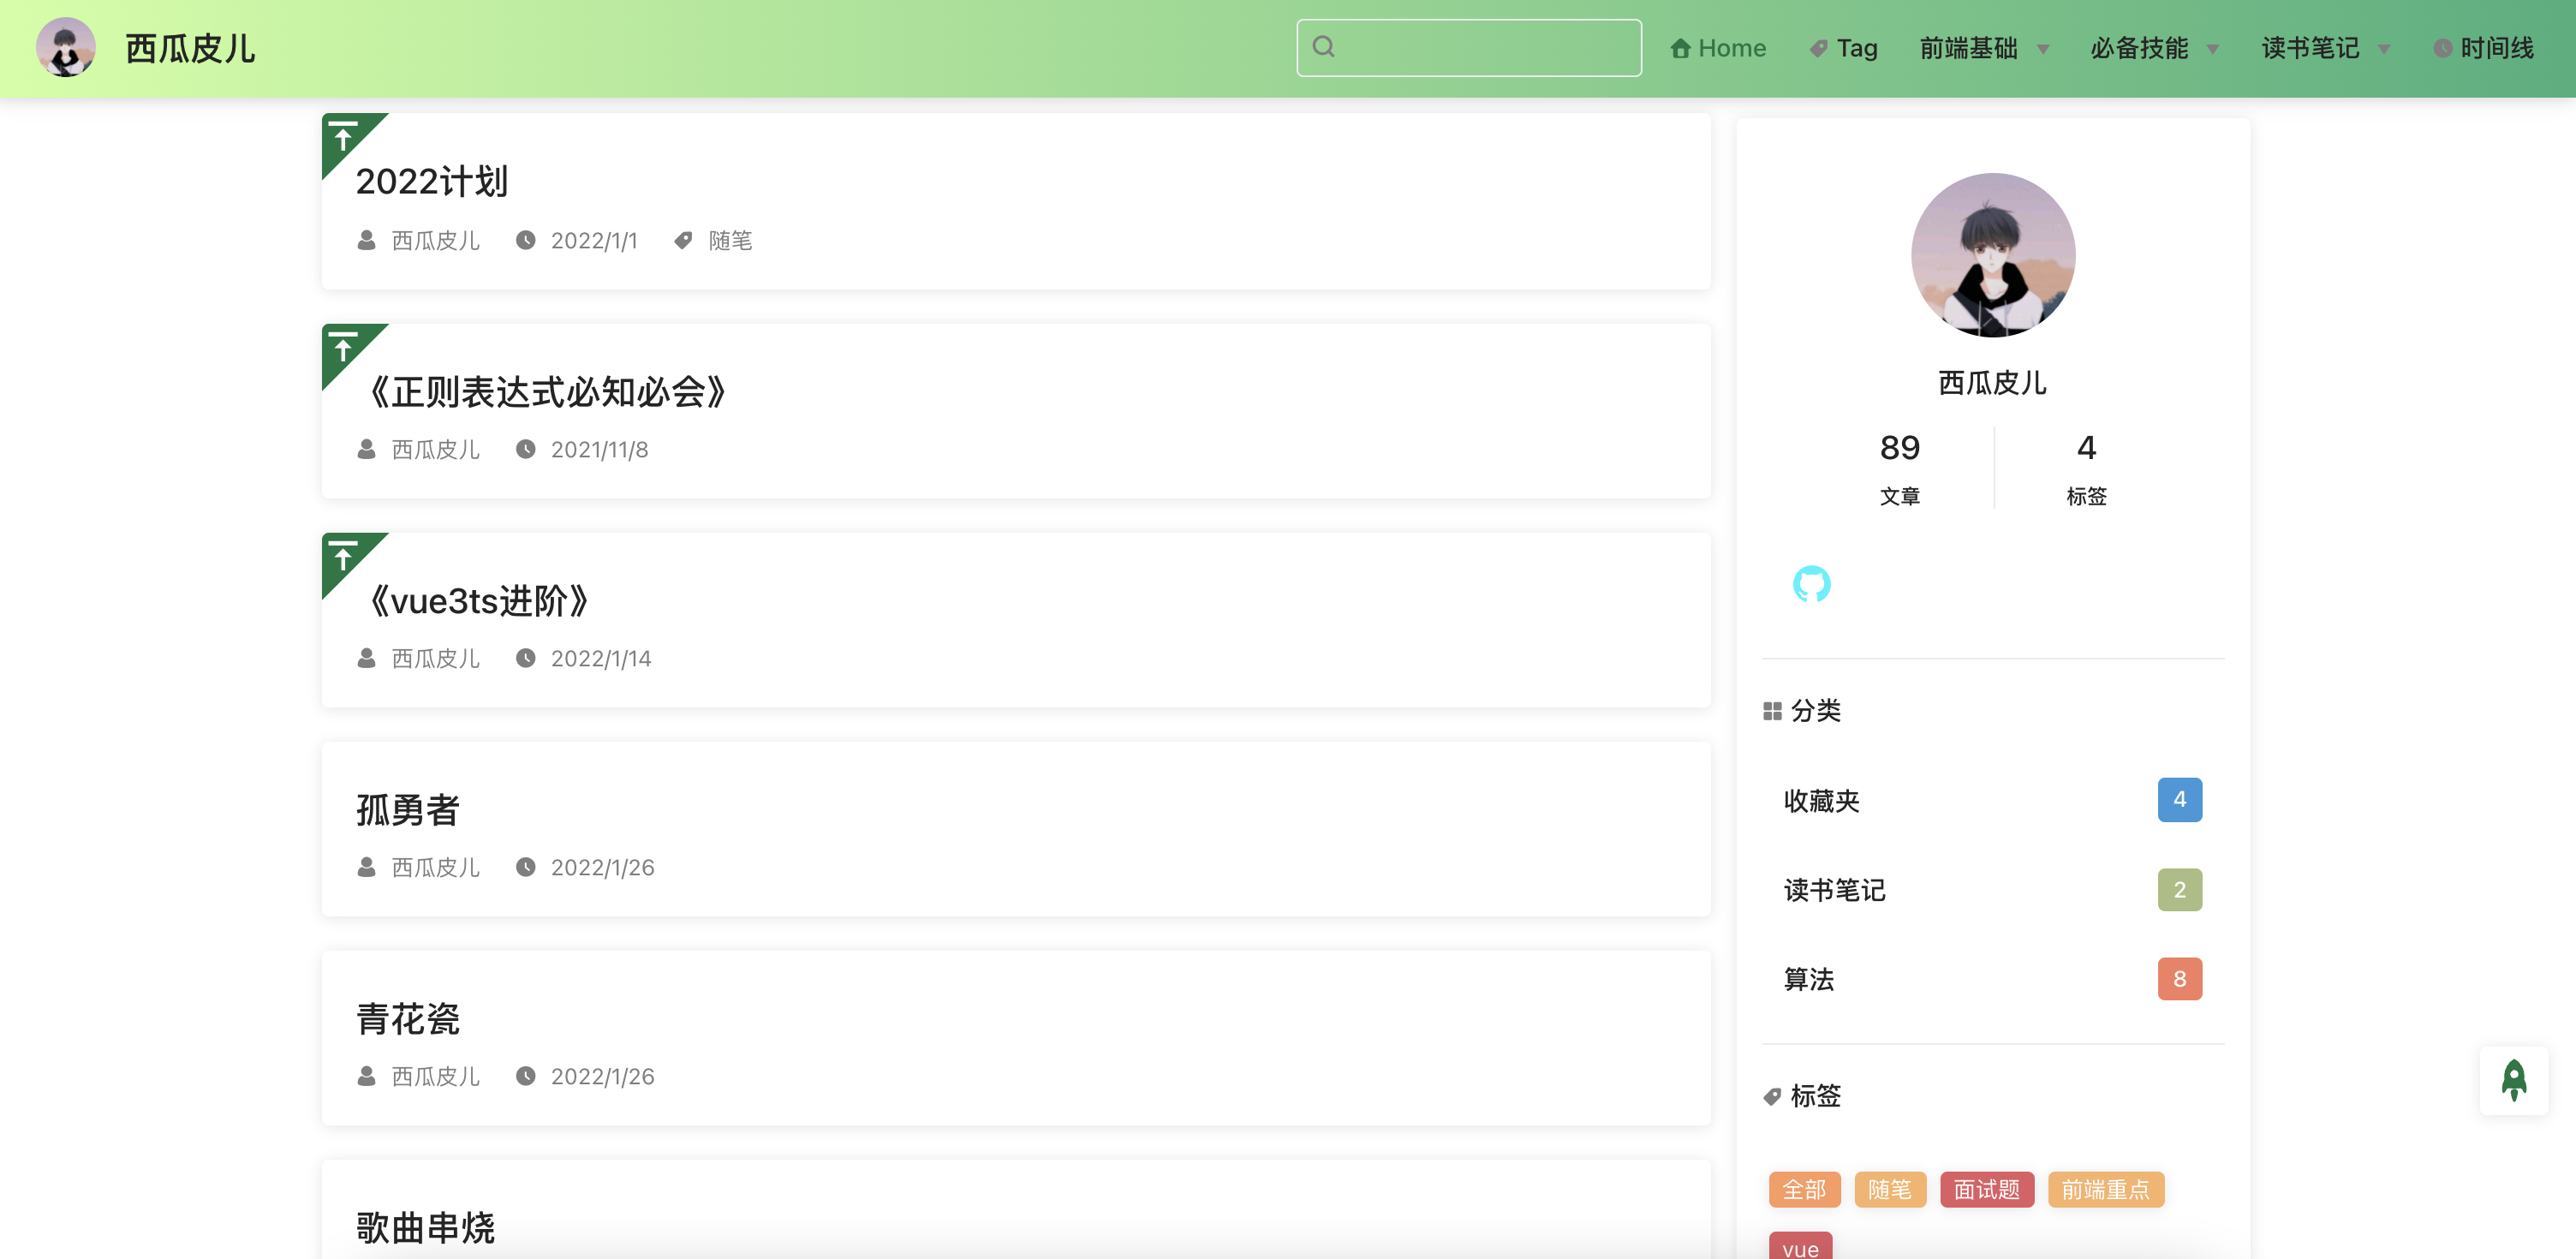 西瓜皮儿
Home Tag 前端基础 必备技能 读书笔记 时间线
2022计划
西瓜皮儿 2022/1/1 随笔
《正则表达式必知必会》
西瓜皮儿 2021/11/8
《vue3ts进阶》
西瓜皮儿 2022/1/14
孤勇者
西瓜皮儿 2022/1/26
青花瓷
西瓜皮儿 2022/1/26
歌曲串烧
西瓜皮儿
89 4
文章 标签
分类
收藏夹 4
读书笔记 2
算法 8
标签
全部 随笔 面试题 前端重点
vue